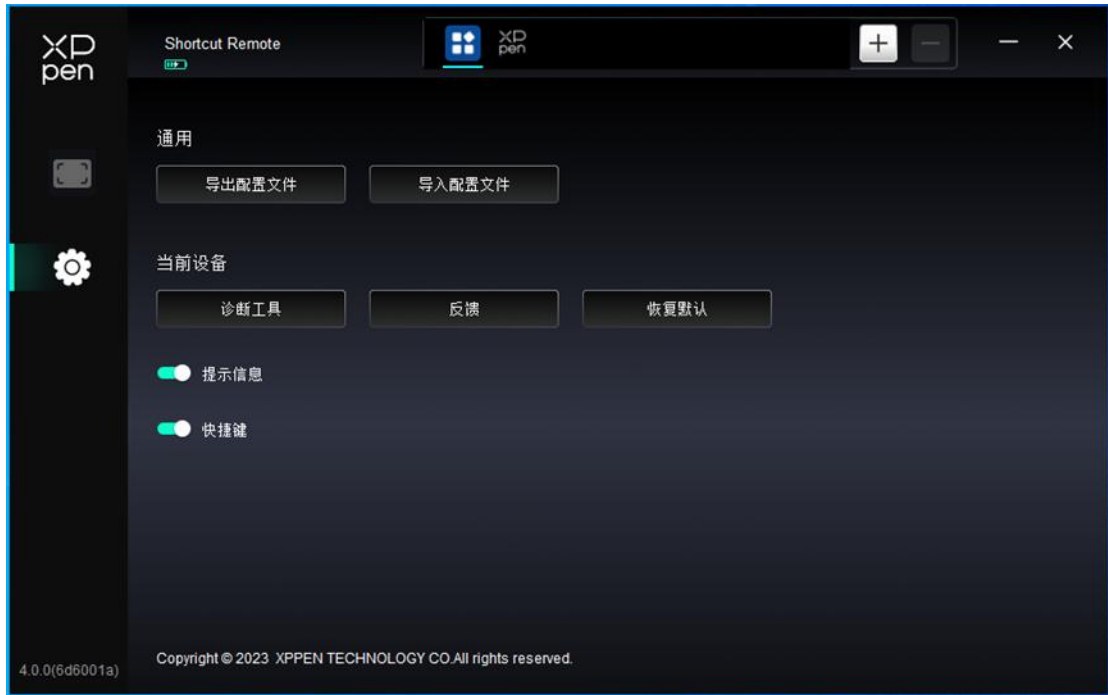 XP
pen
Shortcut Remote
XP
pen
通用
导出配置文件
导入配置文件
当前设备
诊断工具
反馈
恢复默认
提示信息
快捷键
4.0.0(6d6001a)
Copyright © 2023 XPPEN TECHNOLOGY CO.All rights reserved.